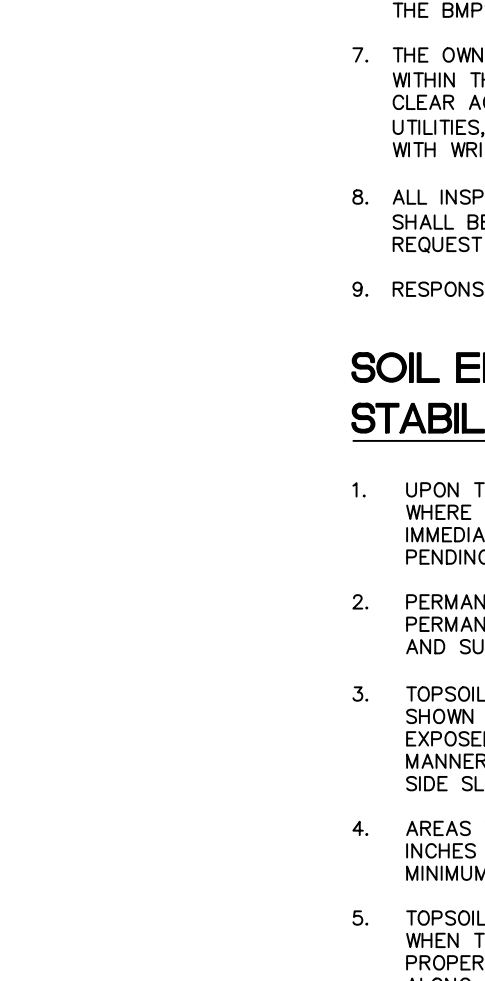 THE BMP
7. THE OWN
WITHIN TH
CLEAR AC
UTILITIES,
WITH WRI
8. ALL INSP
SHALL BE
REQUEST
9. RESPONS
SOIL E
STABIL
1. UPON T
WHERE
IMMEDIA
PENDING
2. PERMAN
PERMAN
AND SU
3. TOPSOIL
SHOWN
EXPOSED
MANNER
SIDE SL
4. AREAS
INCHES
MINIMUM
5. TOPSOIL
WHEN T
PROPER
ALONG